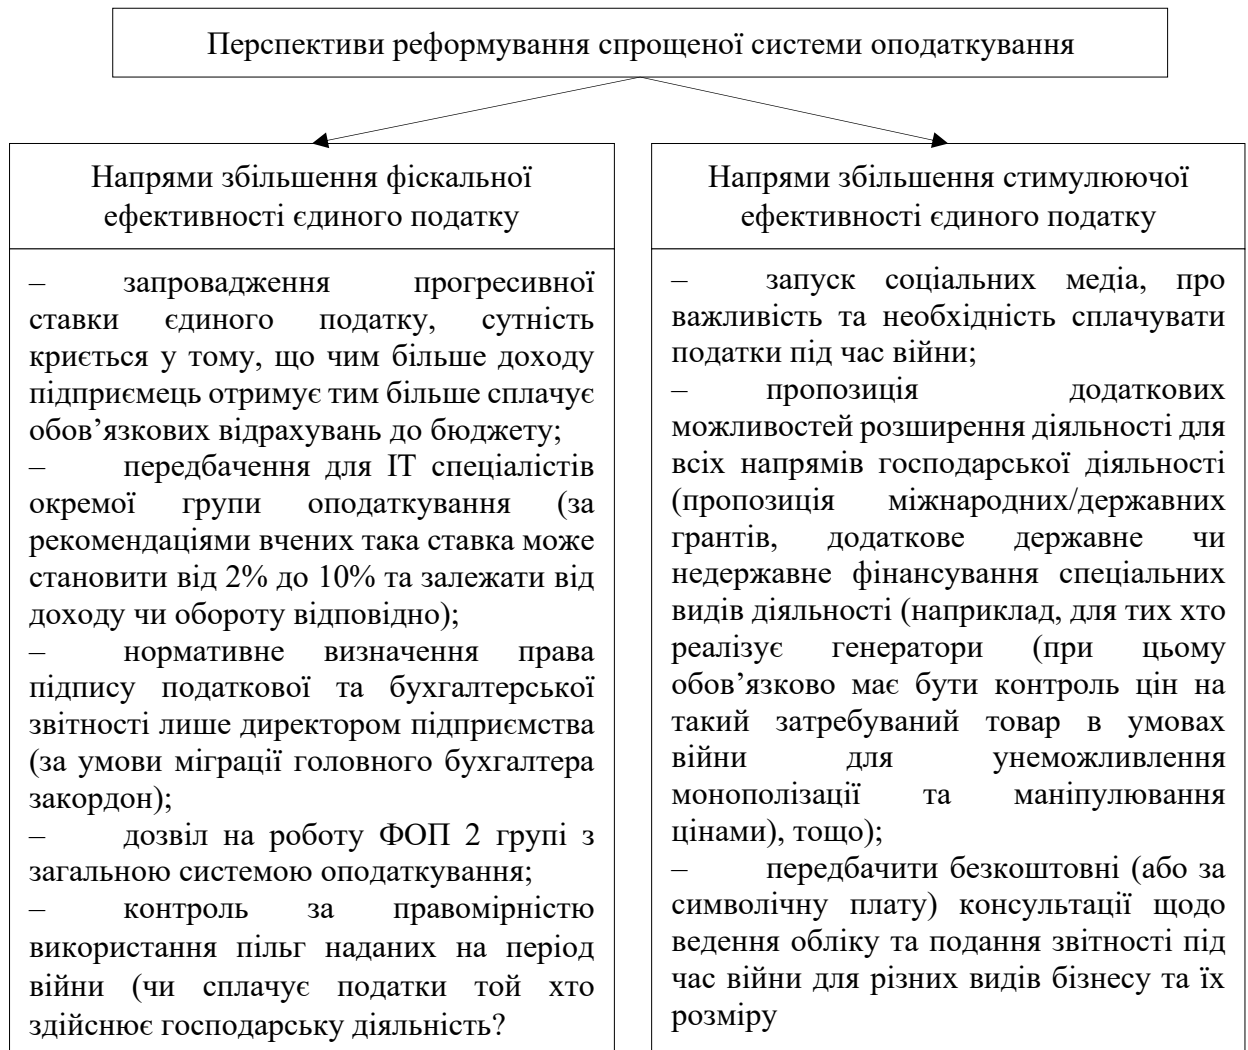 Перспективи реформування спрощеної системи оподаткування
Напрями збільшення фіскальної
ефективності єдиного податку
– запровадження прогресивної
ставки єдиного податку, сутність
криється у тому, що чим більше доходу
підприємець отримує тим більше сплачує
обов’язкових відрахувань до бюджету;
– передбачення для ІТ спеціалістів
окремої групи оподаткування (за
рекомендаціями вчених така ставка може
становити від 2% до 10% та залежати від
доходу чи обороту відповідно);
– нормативне визначення права
підпису податкової та бухгалтерської
звітності лише директором підприємства
(за умови міграції головного бухгалтера
закордон);
– дозвіл на роботу ФОП 2 групі з
загальною системою оподаткування;
– контроль за правомірністю
використання пільг наданих на період
війни (чи сплачує податки той хто
здійснює господарську діяльність?
Напрями збільшення стимулюючої
ефективності єдиного податку
– запуск соціальних медіа, про
важливість та необхідність сплачувати
податки під час війни;
– пропозиція додаткових
можливостей розширення діяльності для
всіх напрямів господарської діяльності
(пропозиція міжнародних/державних
грантів, додаткове державне чи
недержавне фінансування спеціальних
видів діяльності (наприклад, для тих хто
реалізує генератори (при цьому
обов’язково має бути контроль цін на
такий затребуваний товар в умовах
війни для унеможливлення
монополізації та маніпулювання
цінами), тощо);
– передбачити безкоштовні (або за
символічну плату) консультації щодо
ведення обліку та подання звітності під
час війни для різних видів бізнесу та їх
розміру